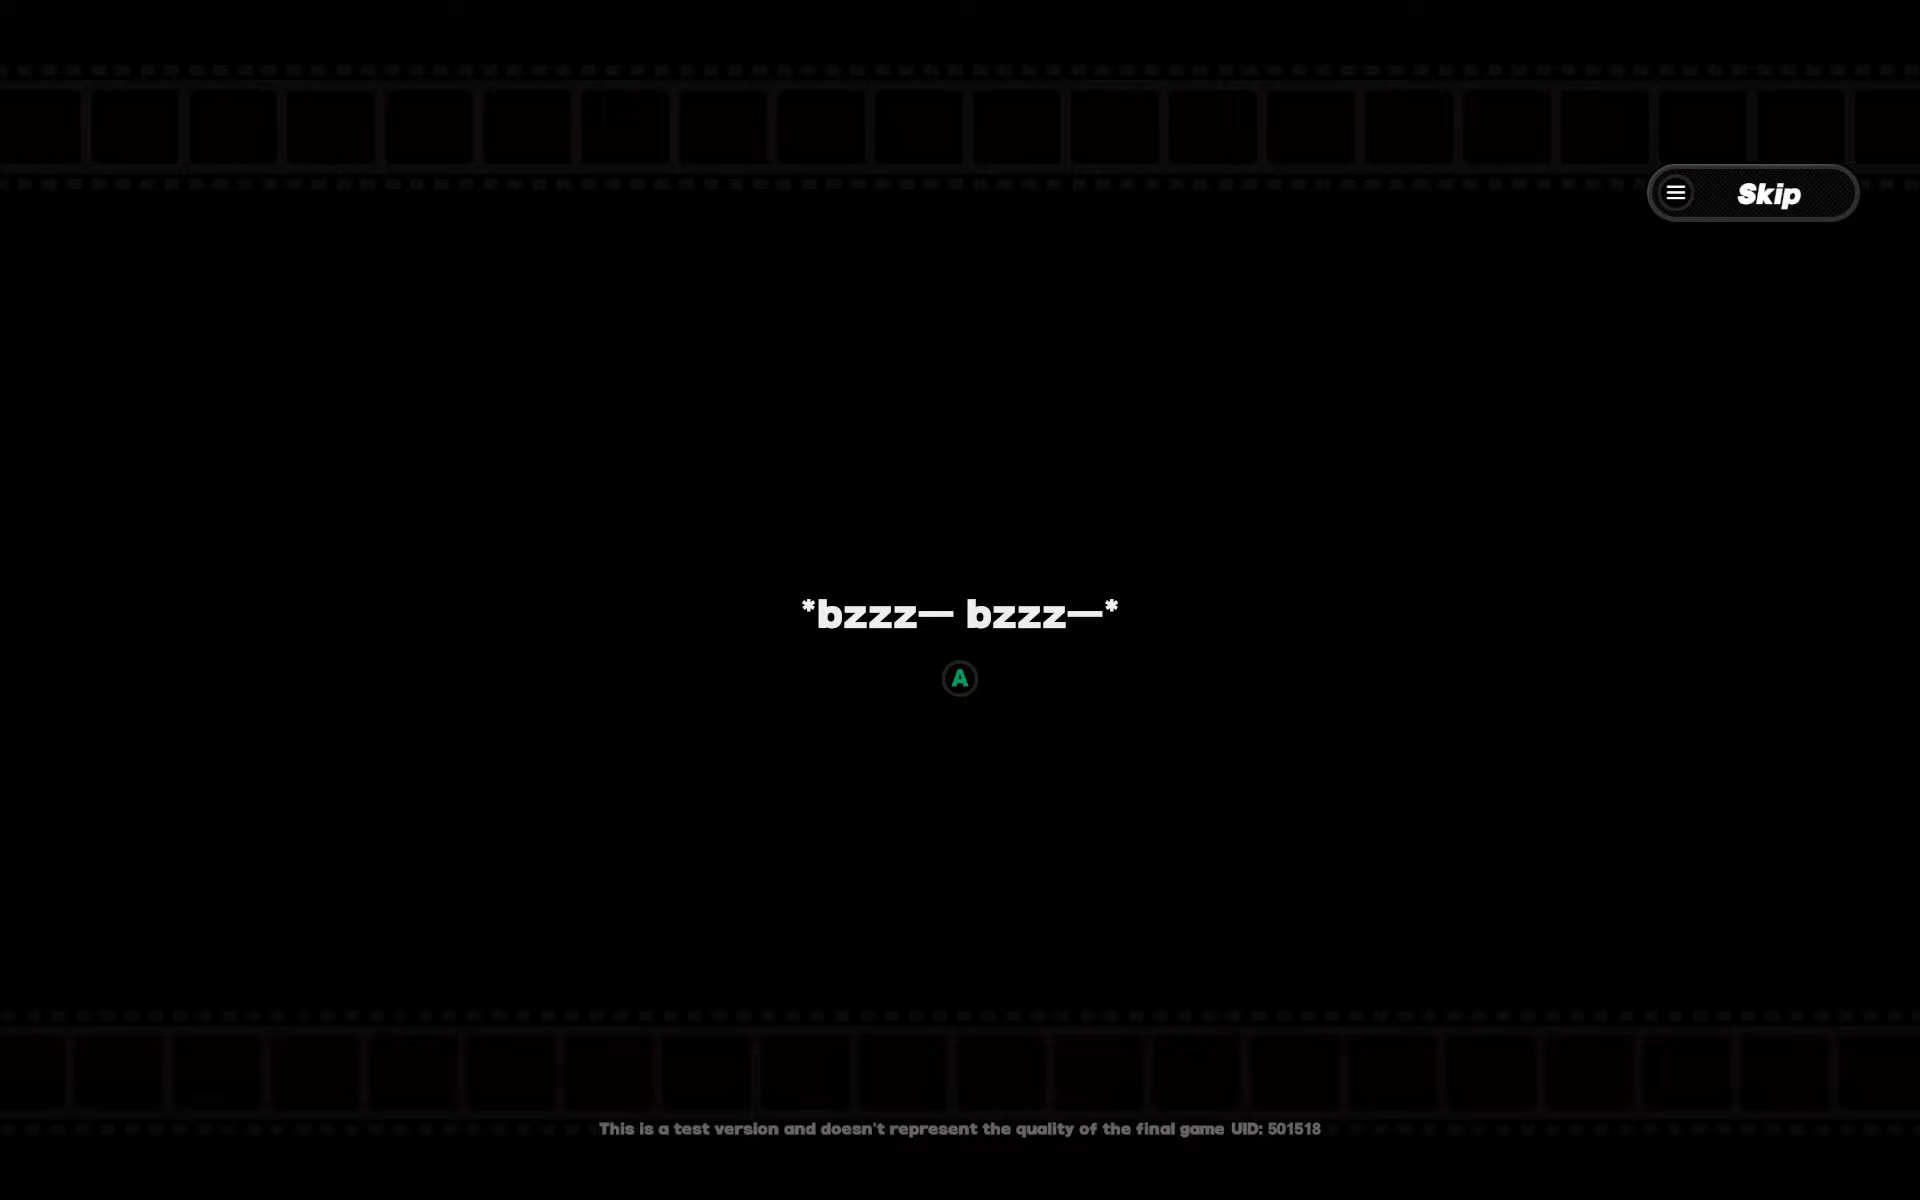 Skip
*bzzz— bzzz—*
A
This is a test version and doesn't represent the quality of the final game UID: 501518